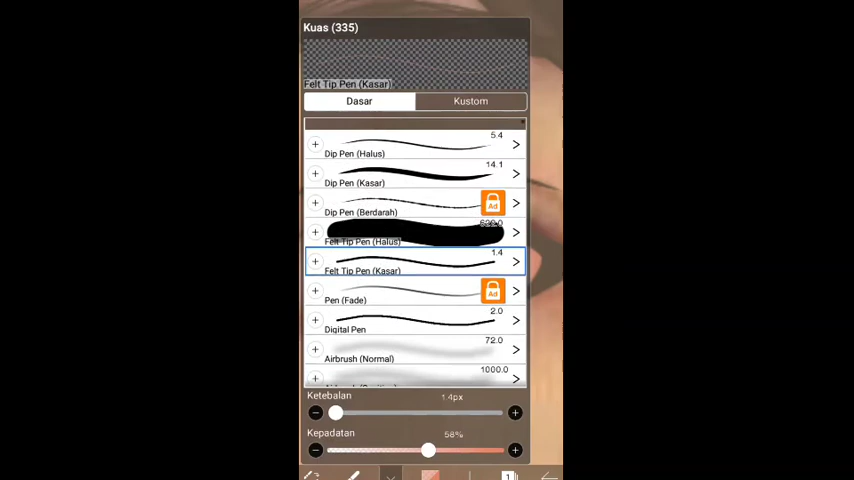 Kuas (335)
Felt Tip Pen (Kasar)
Dasar
Kustom
5.4
Dip Pen (Halus)
14.1
Dip Pen (Kasar)
Ad
Dip Pen (Berdarah)
Felt Tip Pen (Halus)
1.4
Felt Tip Pen (Kasar)
Ad
Pen (Fade)
2.0
Digital Pen
72.0
Airbrush (Normal)
1000.0
Ketebalan
1.4px
Kepadatan
58%
1